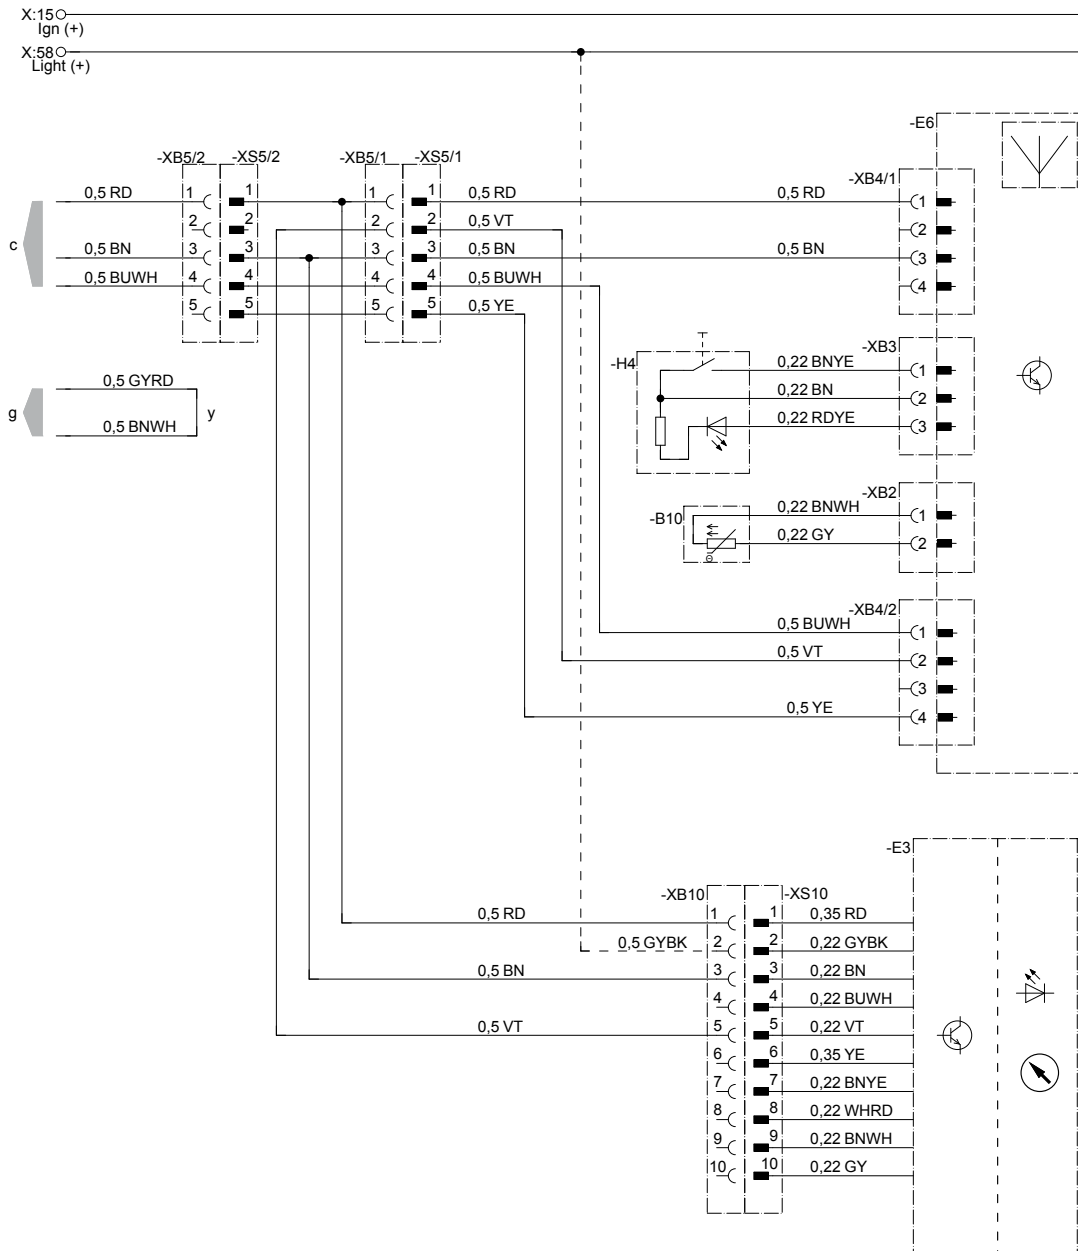 X:15
Ign (+)
X:58
Light (+)
-E6
-XB5/2 -XS5/2 -XB5/1 -XS5/1
-XB4/1
0,5 RD 1 1 1 1 0,5 RD 0,5 RD 1
2 2 2 2 0,5 VT 2
c
0,5 BN 3 3 3 3 0,5 BN 0,5 BN 3
0,5 BUWH 4 4 4 4 0,5 BUWH 4
5 5 5 5 0,5 YE
-XB3
-H4
0,22 BNYE 1
0,22 BN 2
0,22 RDYE 3
0,5 GYRD
g y
0,5 BNWH
-XB2
-B10
0,22 BNWH 1
0,22 GY 2
-XB4/2
0,5 BUWH 1
0,5 VT 2
3
0,5 YE 4
-E3
-XB10 -XS10
0,5 RD 1 1 0,35 RD
0,5 GYBK 2 2 0,22 GYBK
0,5 BN 3 3 0,22 BN
4 4 0,22 BUWH
0,5 VT 5 5 0,22 VT
6 6 0,35 YE
7 7 0,22 BNYE
8 8 0,22 WHRD
9 9 0,22 BNWH
10 10 0,22 GY